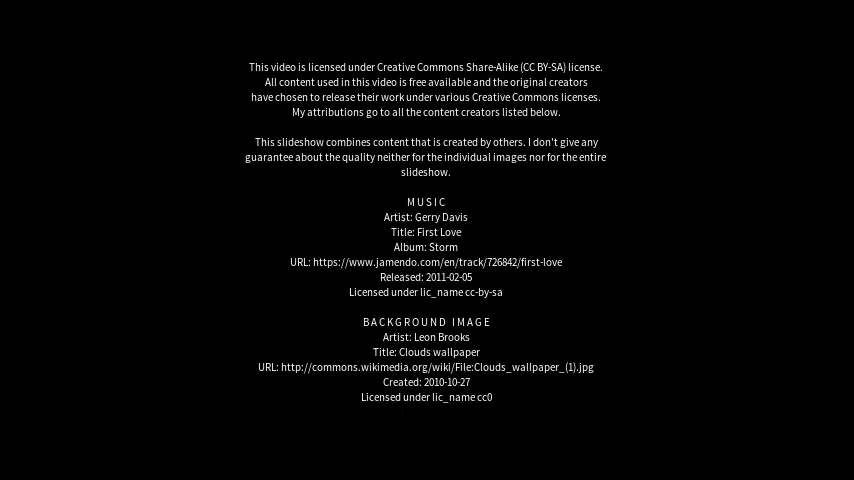 This video is licensed under Creative Commons Share-Alike (CC BY-SA) license.
All content used in this video is free available and the original creators
have chosen to release their work under various Creative Commons licenses.
My attributions go to all the content creators listed below.
This slideshow combines content that is created by others. I don't give any
guarantee about the quality neither for the individual images nor for the entire
slideshow.
MUSIC
Artist: Gerry Davis
Title: First Love
Album: Storm
URL: https://www.jamendo.com/en/track/726842/first-love
Released: 2011-02-05
Licensed under lic_name cc-by-sa
BACKGROUND IMAGE
Artist: Leon Brooks
Title: Clouds wallpaper
URL: http://commons.wikimedia.org/wiki/File:Clouds_wallpaper_(1).jpg
Created: 2010-10-27
Licensed under lic_name cc0